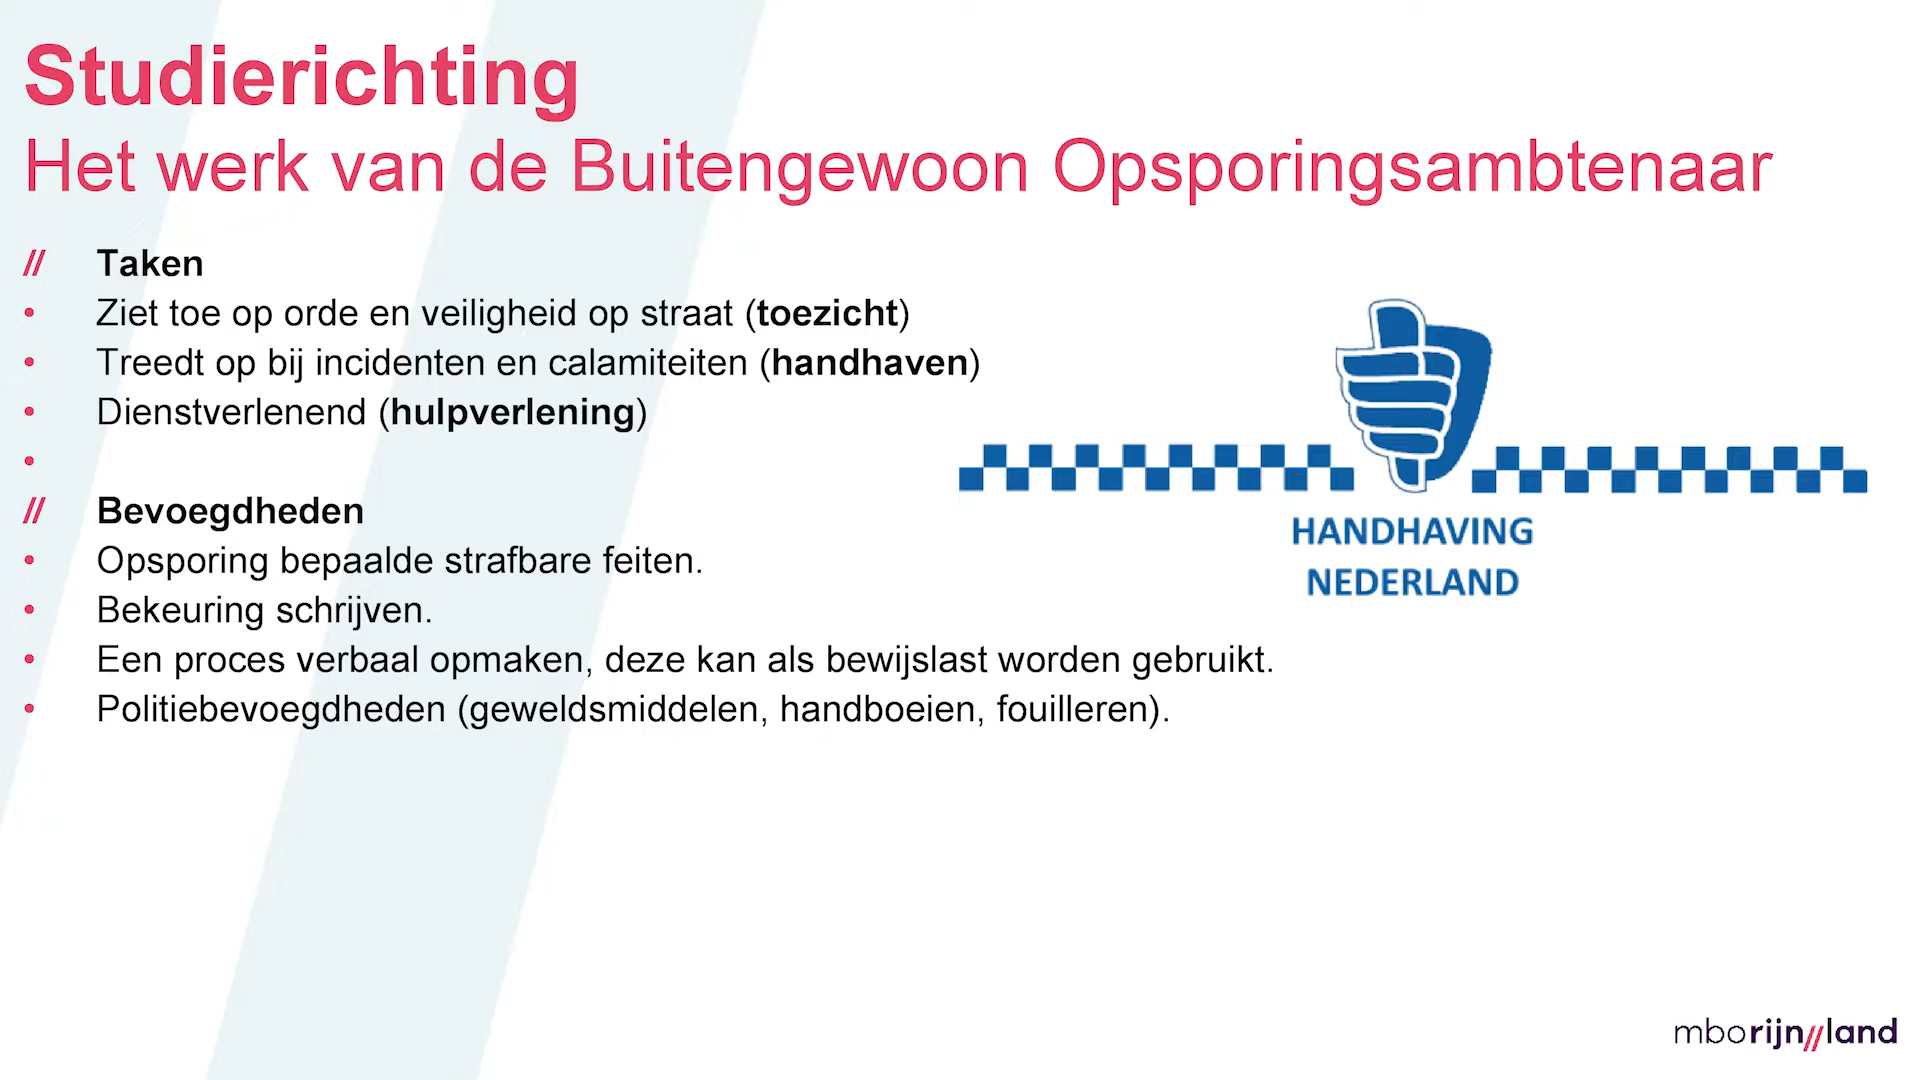 Studierichting
Het werk van de Buitengewoon Opsporingsambtenaar
// Taken
• Ziet toe op orde en veiligheid op straat (toezicht)
• Treedt op bij incidenten en calamiteiten (handhaven)
• Dienstverlenend (hulpverlening)
•
// Bevoegdheden
• Opsporing bepaalde strafbare feiten.
• Bekeuring schrijven.
• Een proces verbaal opmaken, deze kan als bewijslast worden gebruikt.
• Politiebevoegdheden (geweldsmiddelen, handboeien, fouilleren).
HANDHAVING
NEDERLAND
mborijn//land